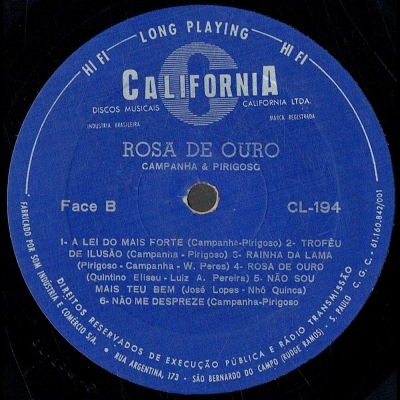 LONG PLAYING
HI FI
HI FI
CALIFORNIA
DISCOS MUSICAIS
CALIFORNIA LTDA.
INDÚSTRIA BRASILEIRA
MARCA REGISTRADA
ROSA DE OURO
CAMPANHA & PIRIGOSO
Face B
CL-194
1- A LEI DO MAIS FORTE (Campanha-Pirigoso) 2- TROFÉU
DE ILUSÃO (Campanha - Pirigoso) 3- RAINHA DA LAMA
(Pirigoso - Campanha - W. Peres) 4- ROSA DE OURO
(Quintino Eliseu - Luiz A. Pereira) 5- NÃO SOU
MAIS TEU BEM (José Lopes- Nhô Quinca)
6- NÃO ME DESPREZE (Campanha-Pirigoso
FABRICADO POR SOM INDÚSTRIA E COMÉRCIO S/A.
DIREITOS RESERVADOS DE EXECUÇÃO PÚBLICA E RÁDIO TRANSMISSÃO
RUA ARGENTINA, 173 - SÃO BERNARDO DO CAMPO (RUDGE RAMOS) - S. PAULO C. G. C. 61.160.842/001